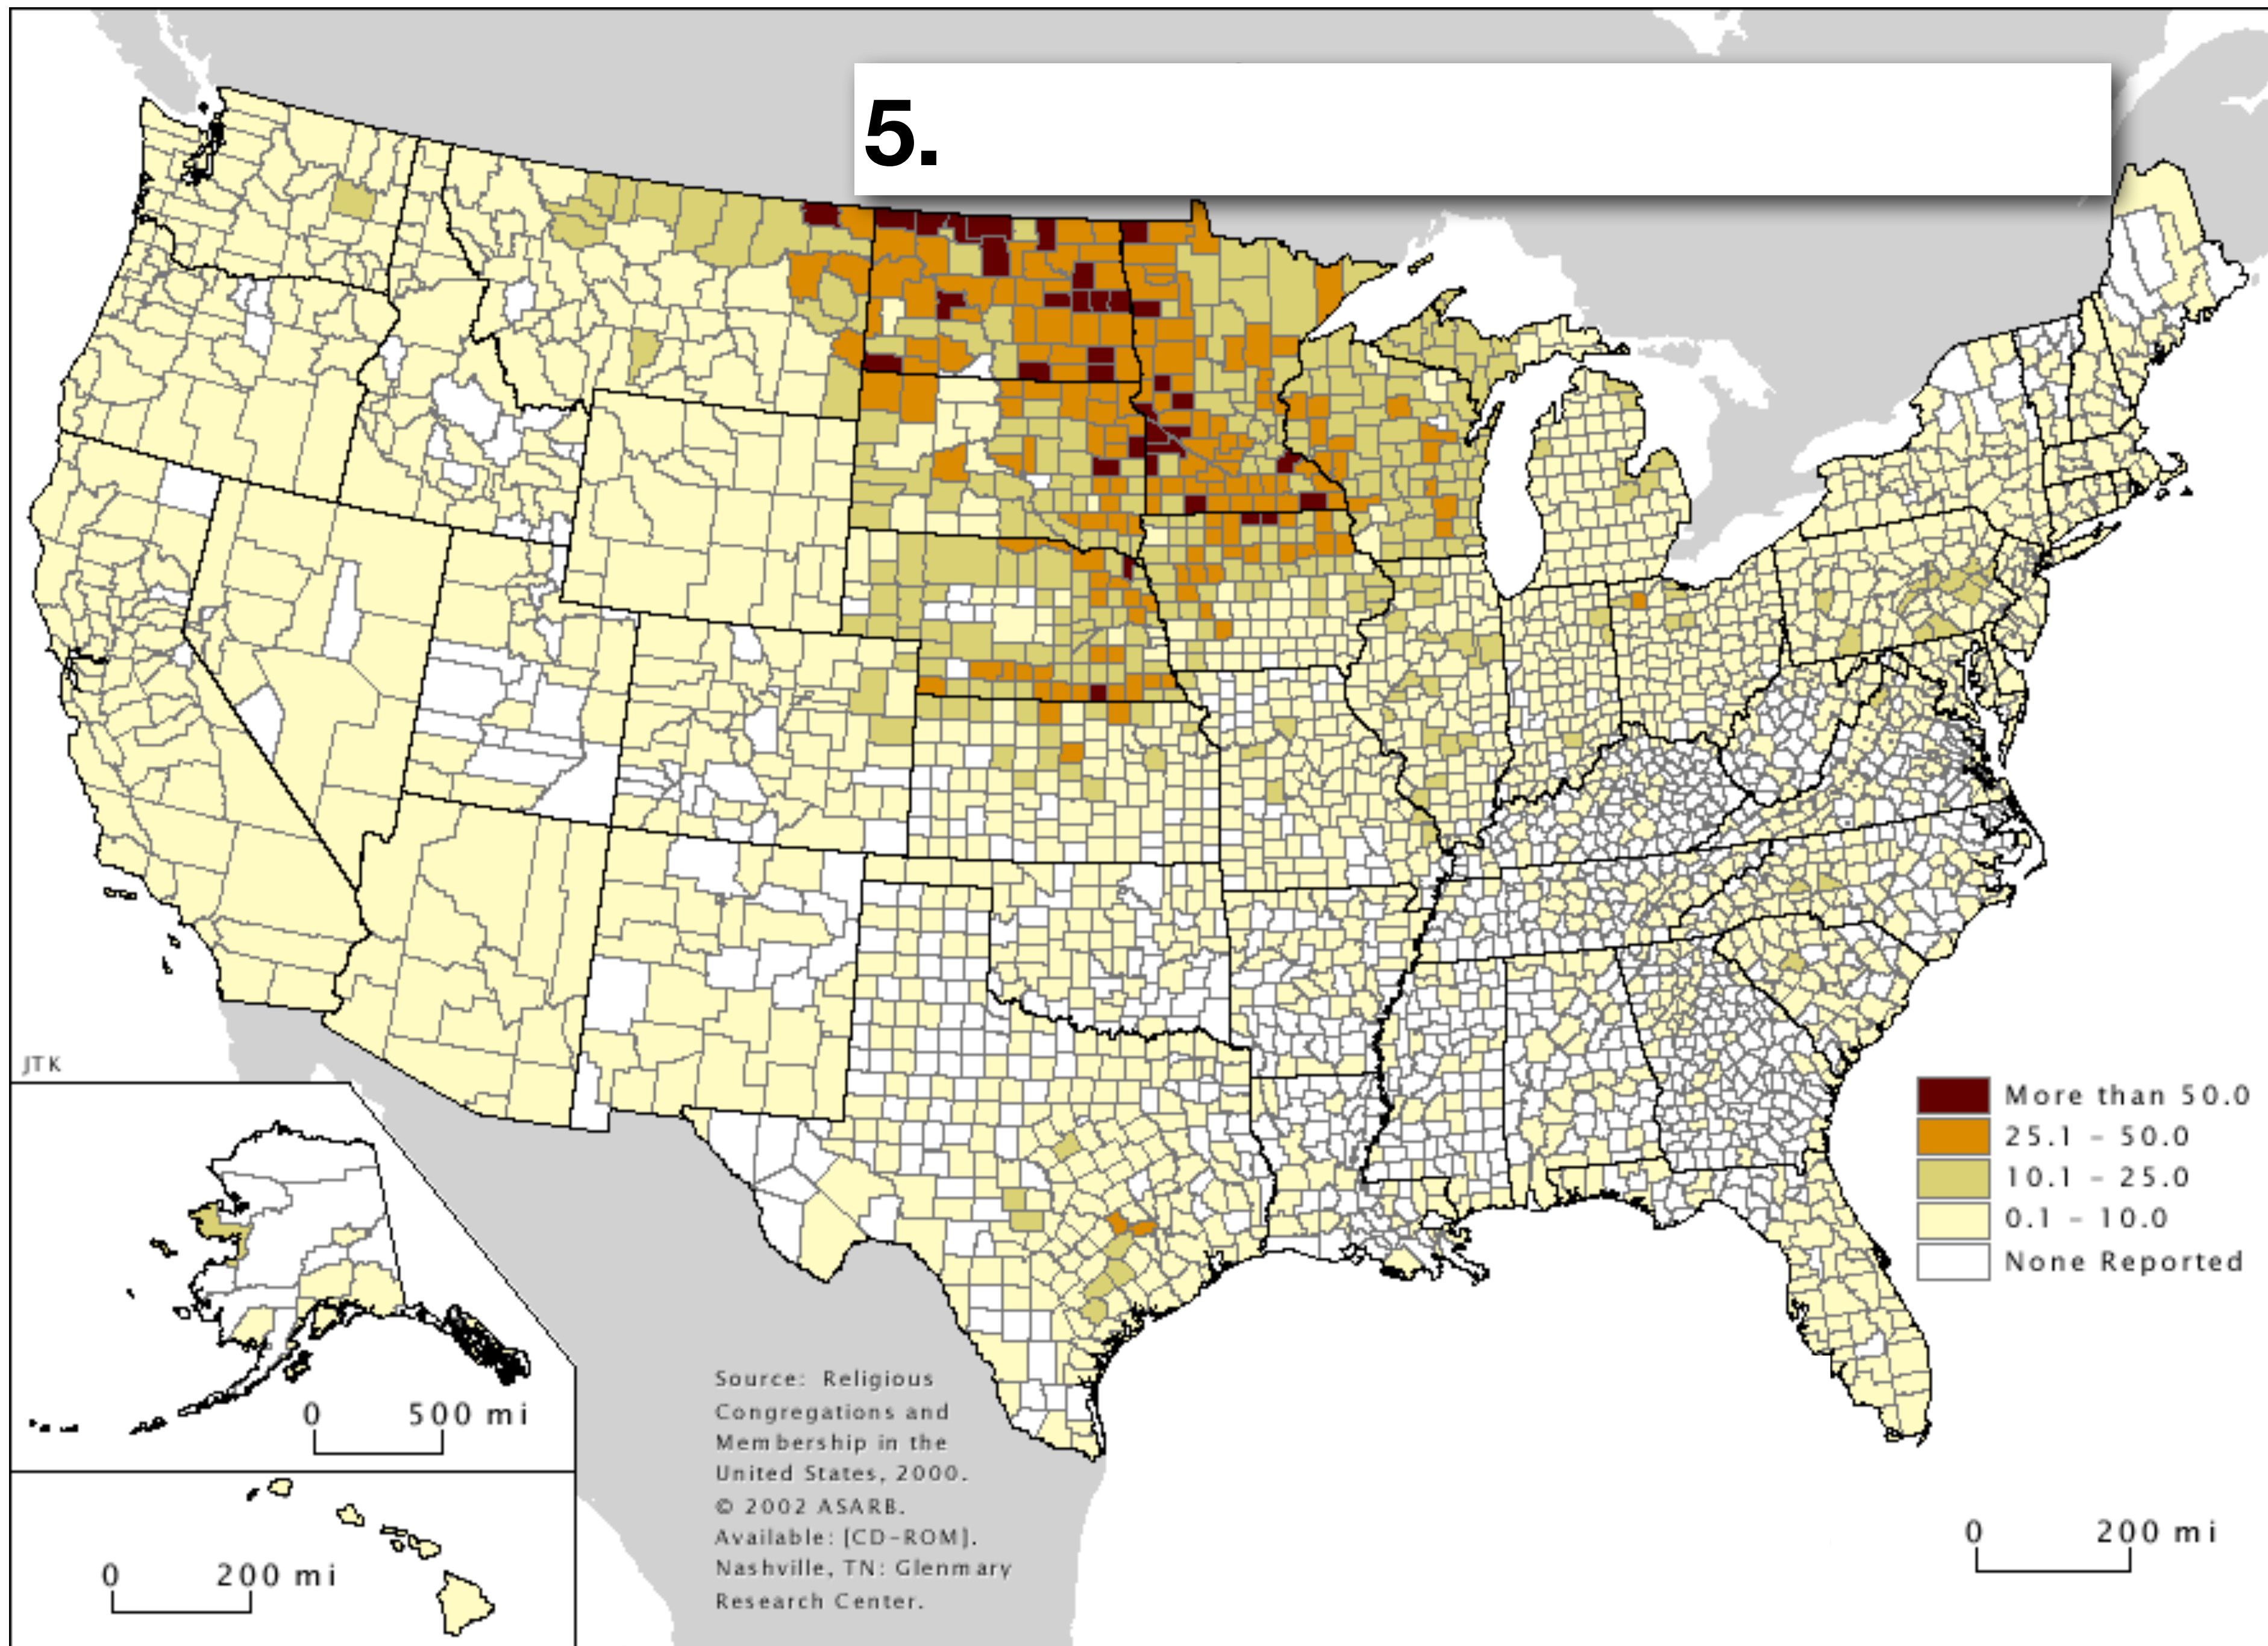 5.
JTK
More than 50.0
25.1 – 50.0
10.1 – 25.0
0.1 – 10.0
None Reported
0 500 mi
0 200 mi
Source: Religious
Congregations and
Membership in the
United States, 2000.
© 2002 ASARB.
Available: [CD-ROM].
Nashville, TN: Glenmary
Research Center.
0 200 mi